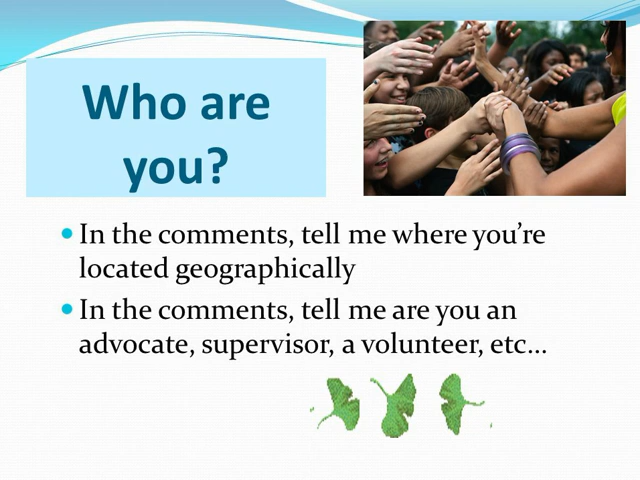 Who are
you?
In the comments, tell me where you’re
located geographically
In the comments, tell me are you an
advocate, supervisor, a volunteer, etc…